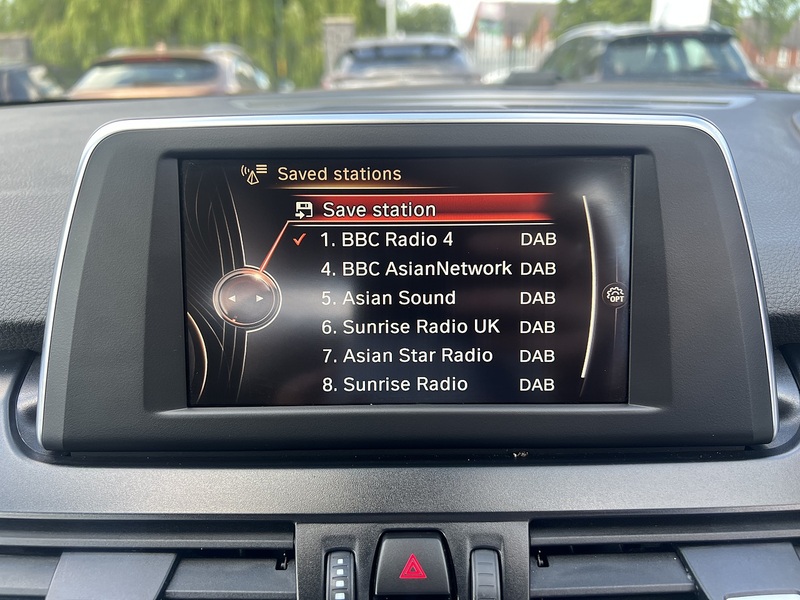 Saved stations
Save station
1. BBC Radio 4 DAB
4. BBC AsianNetwork DAB
5. Asian Sound DAB
OPT
6. Sunrise Radio UK DAB
7. Asian Star Radio DAB
8. Sunrise Radio DAB